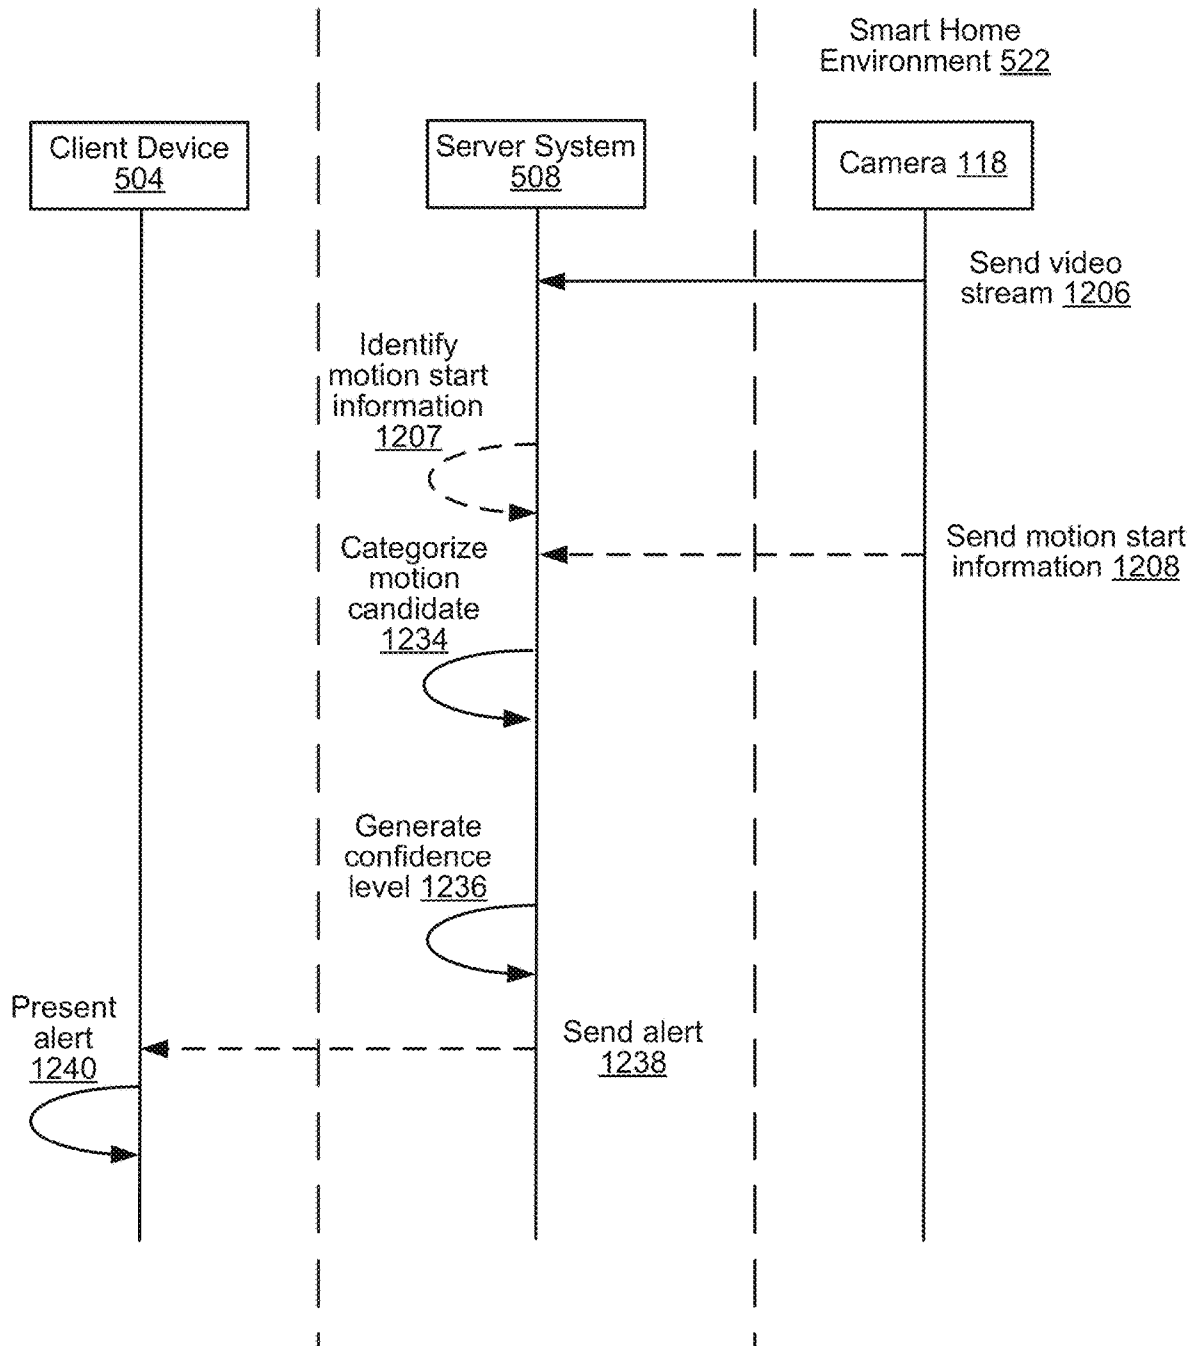 Smart Home
Environment 522
Client Device
504
Server System
508
Camera 118
Send video
stream 1206
Identify
motion start
information
1207
Send motion start
information 1208
Categorize
motion
candidate
1234
Generate
confidence
level 1236
Send alert
1238
Present
alert
1240